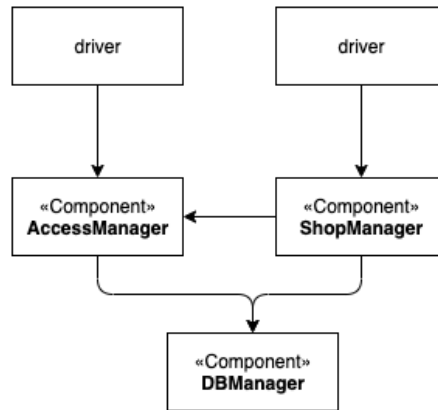 driver
driver
«Component»
AccessManager
«Component»
ShopManager
«Component»
DBManager